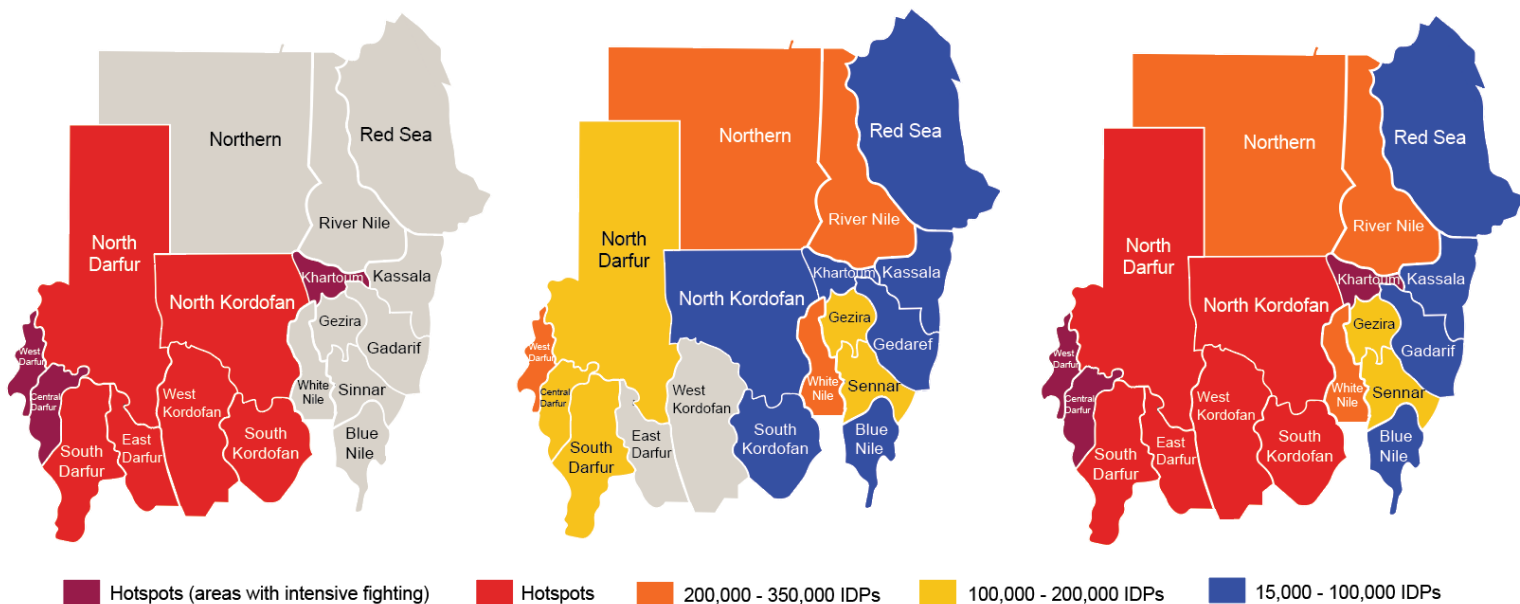 Northern
Red Sea
River Nile
North
Darfur
Khartoum
Kassala
North Kordofan
Gezira
Gadarif
West
Darfur
Central
Darfur
White
Nile
Sinnar
West
Kordofan
South
Darfur
East
Darfur
South
Kordofan
Blue
Nile
Northern
Red Sea
River Nile
North
Darfur
Khartoum
Kassala
North Kordofan
Gezira
Gedaref
West
Darfur
Central
Darfur
White
Nile
Sennar
West
Kordofan
South
Darfur
East
Darfur
South
Kordofan
Blue
Nile
Northern
Red Sea
River Nile
North
Darfur
Khartoum
Kassala
North Kordofan
Gezira
Gadarif
West
Darfur
Central
Darfur
White
Nile
Sennar
West
Kordofan
South
Darfur
East
Darfur
South
Kordofan
Blue
Nile
Hotspots (areas with intensive fighting)
Hotspots
200,000 - 350,000 IDPs
100,000 - 200,000 IDPs
15,000 - 100,000 IDPs